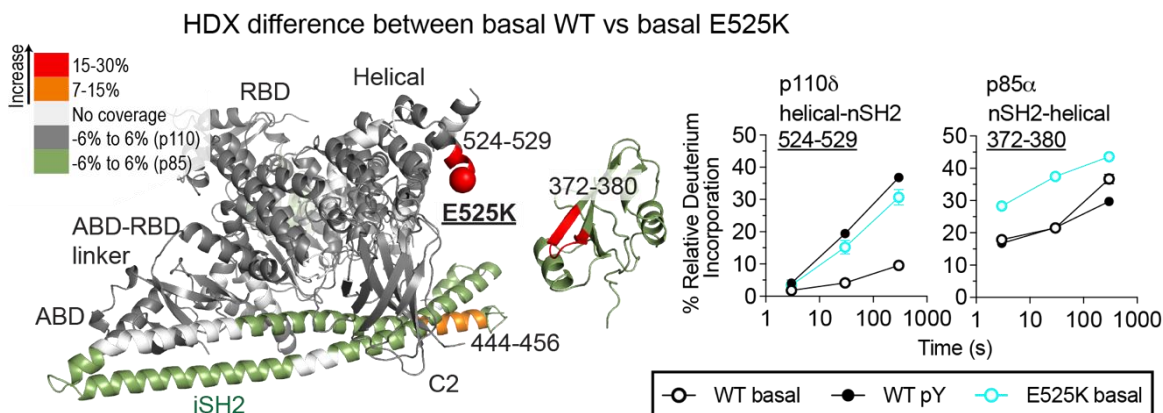 HDX difference between basal WT vs basal E525K
Increase
15-30%
7-15%
No coverage
-6% to 6% (p110)
-6% to 6% (p85)
RBD
Helical
524-529
E525K
372-380
ABD-RBD
linker
ABD
444-456
C2
iSH2
p110δ
helical-nSH2
524-529
p85α
nSH2-helical
372-380
% Relative Deuterium
Incorporation
50
40
30
20
10
0
1 10 100 1000
50
40
30
20
10
0
1 10 100 1000
Time (s)
WT basal WT pY E525K basal